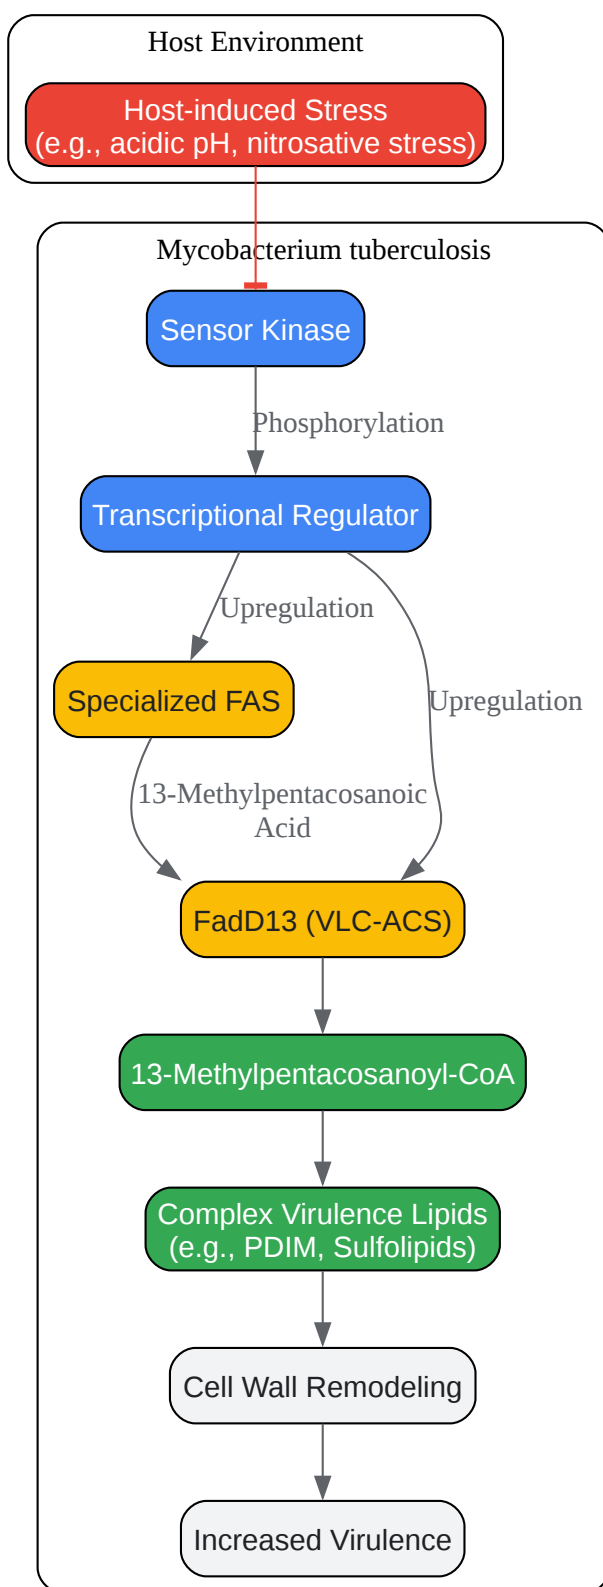 Host Environment
Host-induced Stress
(e.g., acidic pH, nitrosative stress)
Mycobacterium tuberculosis
Sensor Kinase
Phosphorylation
Transcriptional Regulator
Upregulation
Specialized FAS
Upregulation
13-Methylpentacosanoic
Acid
FadD13 (VLC-ACS)
13-Methylpentacosanoyl-CoA
Complex Virulence Lipids
(e.g., PDIM, Sulfolipids)
Cell Wall Remodeling
Increased Virulence